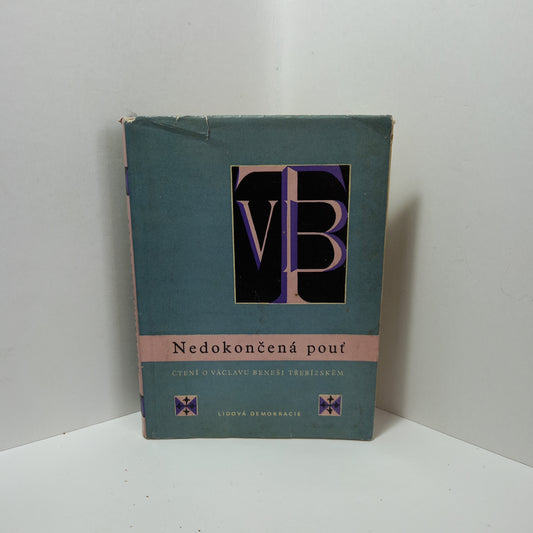 VTB
Nedokončená pouť
ČTENÍ O VÁCLAVU BENEŠI TŘEBÍZSKÉM
LIDOVÁ DEMOKRACIE